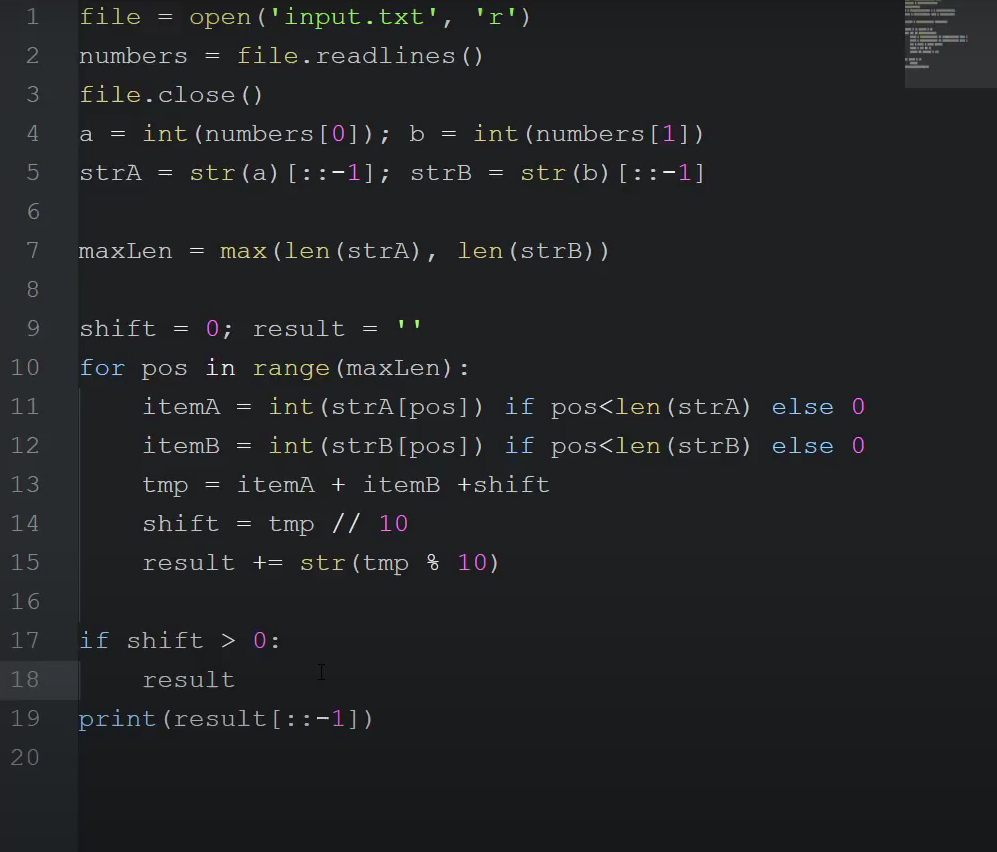 1 file = open('input.txt', 'r')
2 numbers = file.readlines()
3 file.close()
4 a = int(numbers[0]); b = int(numbers[1])
5 strA = str(a)[::-1]; strB = str(b)[::-1]
6
7 maxLen = max(len(strA), len(strB))
8
9 shift = 0; result = ''
10 for pos in range(maxLen):
11     itemA = int(strA[pos]) if pos<len(strA) else 0
12     itemB = int(strB[pos]) if pos<len(strB) else 0
13     tmp = itemA + itemB +shift
14     shift = tmp // 10
15     result += str(tmp % 10)
16
17 if shift > 0:
18     result
19 print(result[::-1])
20